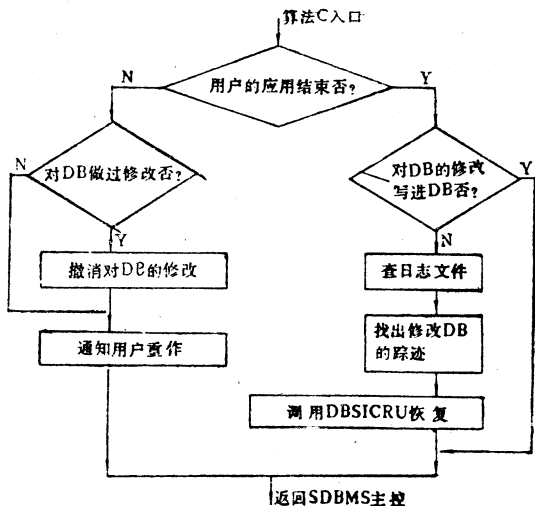 算法C入口
用户的应用结束否?
N
Y
对DB做过修改否?
N
Y
对DB的修改
写进DB否?
Y
N
撤消对DB的修改
查日志文件
通知用户重作
找出修改DB
的踪迹
调用DBSICRU恢复
返回SDBMS主控